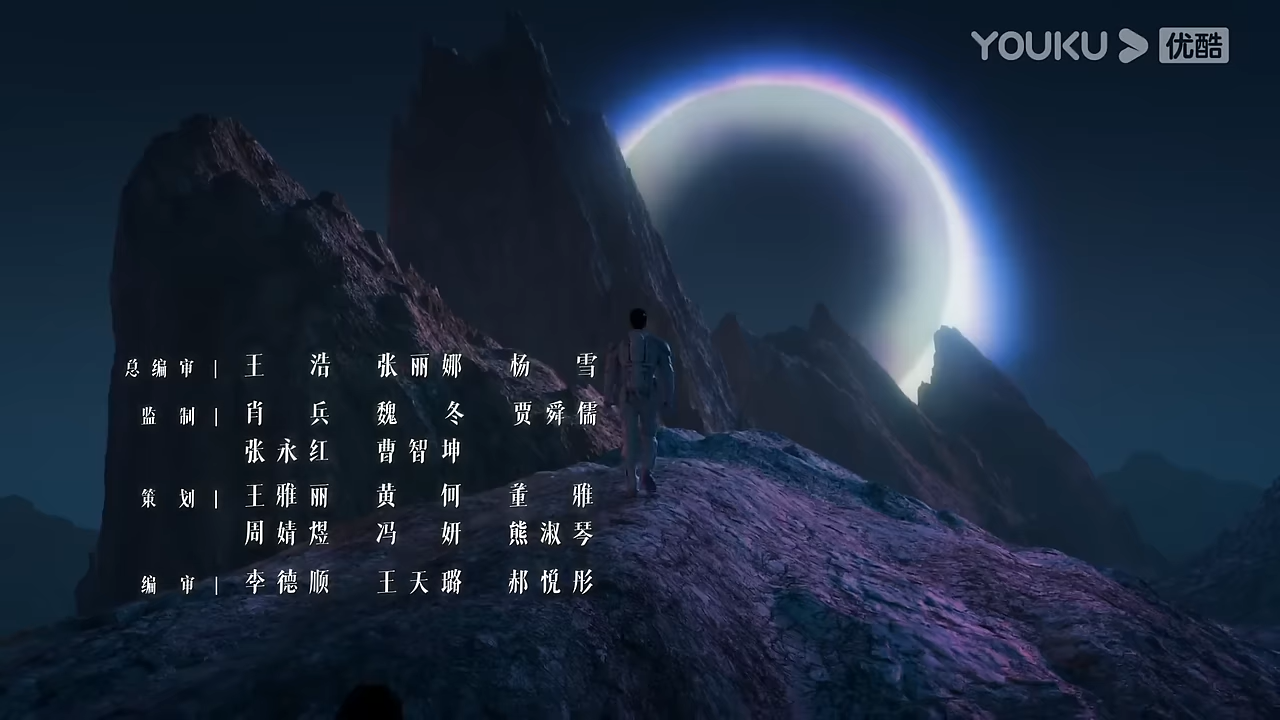 YOUKU 优酷
总编审 | 王浩 张丽娜 杨雪
监制 | 肖兵 魏冬 贾舜儒
张永红 曹智坤
策划 | 王雅丽 黄何 董雅
周婧煜 冯妍 熊淑琴
编审 | 李德顺 王天璐 郝悦彤